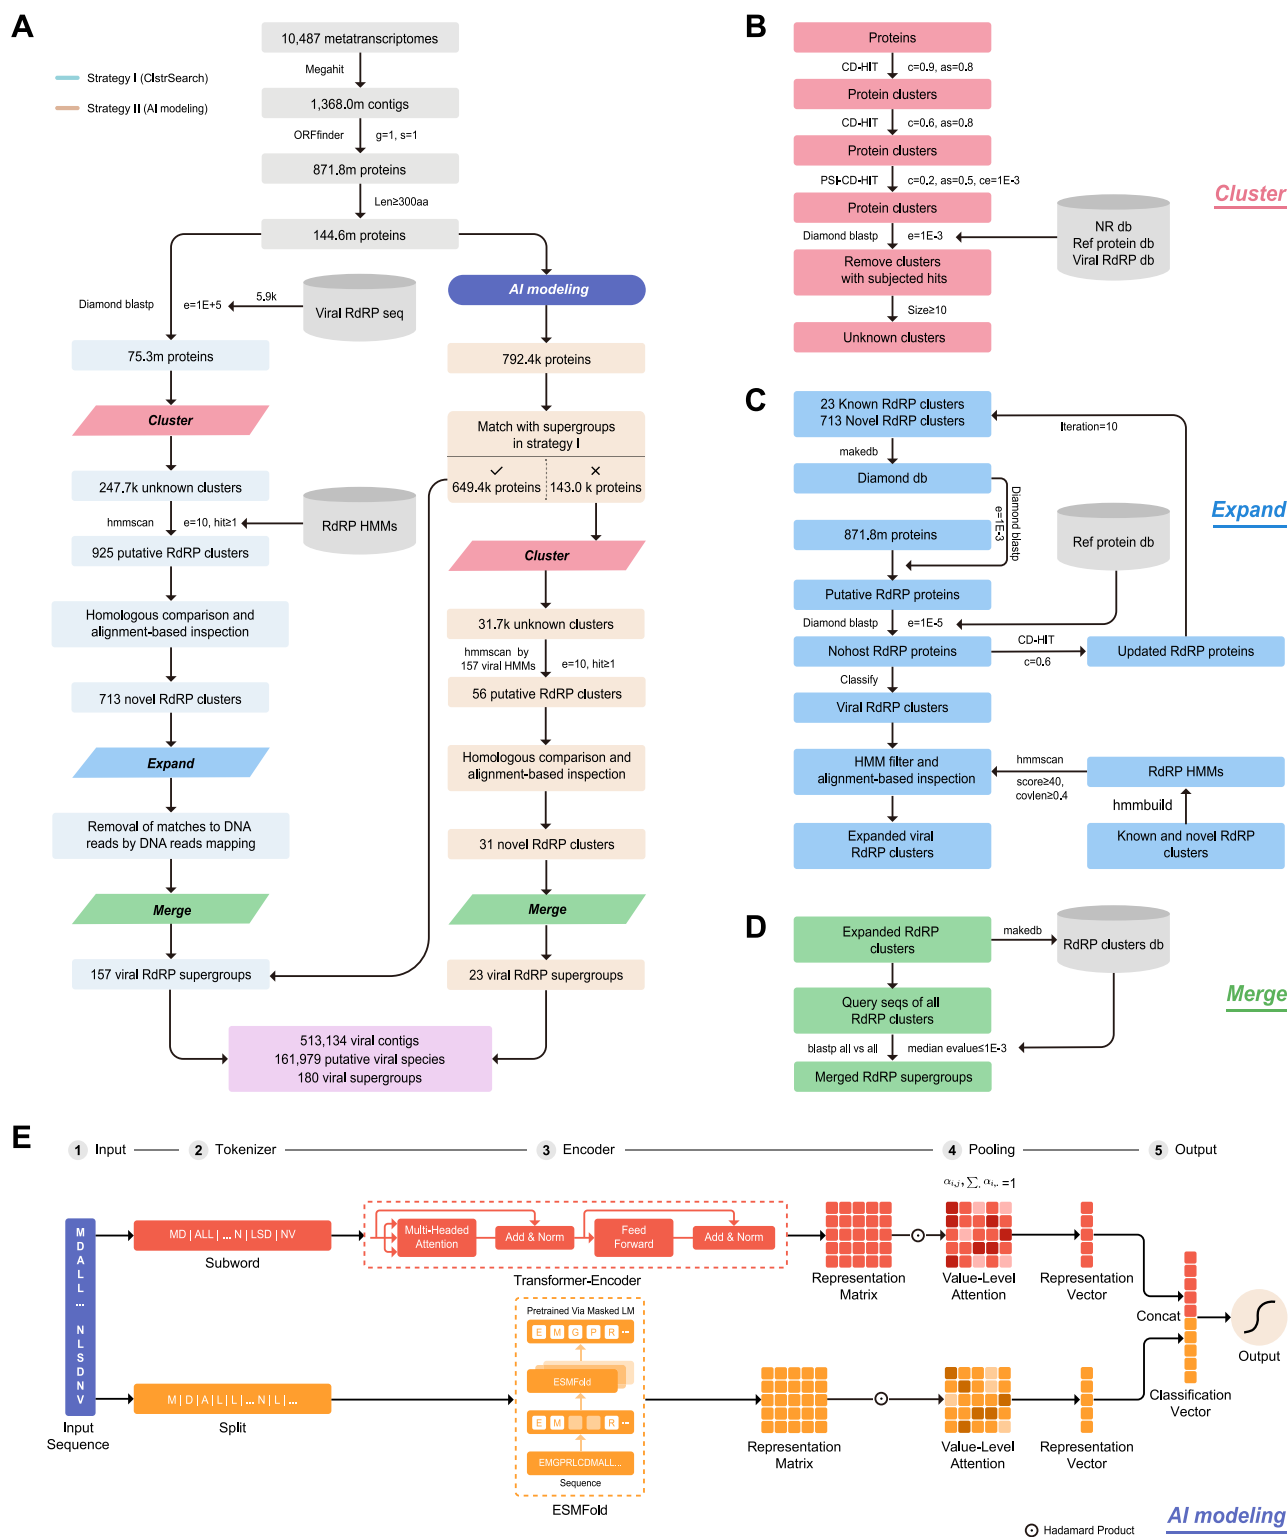 A
10,487 metatranscriptomes
Strategy I (ClstrSearch)
Strategy II (AI modeling)
Megahit
1,368.0m contigs
ORFfinder g=1, s=1
871.8m proteins
Len≥300aa
144.6m proteins
Diamond blastp e=1E+5
5.9k
Viral RdRP seq
AI modeling
75.3m proteins
792.4k proteins
Cluster
Match with supergroups
in strategy I
✓ ×
649.4k proteins 143.0 k proteins
247.7k unknown clusters
hmmscan e=10, hit≥1
RdRP HMMs
925 putative RdRP clusters
Cluster
Homologous comparison and
alignment-based inspection
31.7k unknown clusters
hmmscan by
157 viral HMMs
e=10, hit≥1
713 novel RdRP clusters
56 putative RdRP clusters
Expand
Homologous comparison and
alignment-based inspection
Removal of matches to DNA
reads by DNA reads mapping
31 novel RdRP clusters
Merge
Merge
157 viral RdRP supergroups
23 viral RdRP supergroups
513,134 viral contigs
161,979 putative viral species
180 viral supergroups
B
Proteins
CD-HIT c=0.9, as=0.8
Protein clusters
CD-HIT c=0.6, as=0.8
Protein clusters
PSI-CD-HIT c=0.2, as=0.5, ce=1E-3
Protein clusters
Diamond blastp e=1E-3
NR db
Ref protein db
Viral RdRP db
Cluster
Remove clusters
with subjected hits
Size≥10
Unknown clusters
C
23 Known RdRP clusters
713 Novel RdRP clusters
Iteration=10
makedb
Diamond db
Diamond blastp
e=1E-3
Expand
871.8m proteins
Ref protein db
Putative RdRP proteins
Diamond blastp e=1E-5
Nohost RdRP proteins
CD-HIT
c=0.6
Updated RdRP proteins
Classify
Viral RdRP clusters
HMM filter and
alignment-based inspection
hmmscan
score≥40,
covlen≥0.4
RdRP HMMs
hmmbuild
Expanded viral
RdRP clusters
Known and novel RdRP
clusters
D
Expanded RdRP
clusters
makedb
RdRP clusters db
Query seqs of all
RdRP clusters
Merge
blastp all vs all median evalue≤1E-3
Merged RdRP supergroups
E
1 Input
2 Tokenizer
3 Encoder
4 Pooling
5 Output
αi,j, Σ. αi,. =1
M
D
A
L
L
...
N
L
S
D
N
V
Input
Sequence
MD | ALL | ... N | LSD | NV
Subword
Multi-Headed
Attention
Add & Norm
Feed
Forward
Add & Norm
Transformer-Encoder
Representation
Matrix
Value-Level
Attention
Representation
Vector
Concat
Output
Pretrained Via Masked LM
E M G P R ...
ESMFold
E M R ...
EMGPRLCDMALL...
Sequence
ESMFold
M | D | A | L | L | ... N | L | ...
Split
Representation
Matrix
Value-Level
Attention
Representation
Vector
Classification
Vector
Hadamard Product
AI modeling